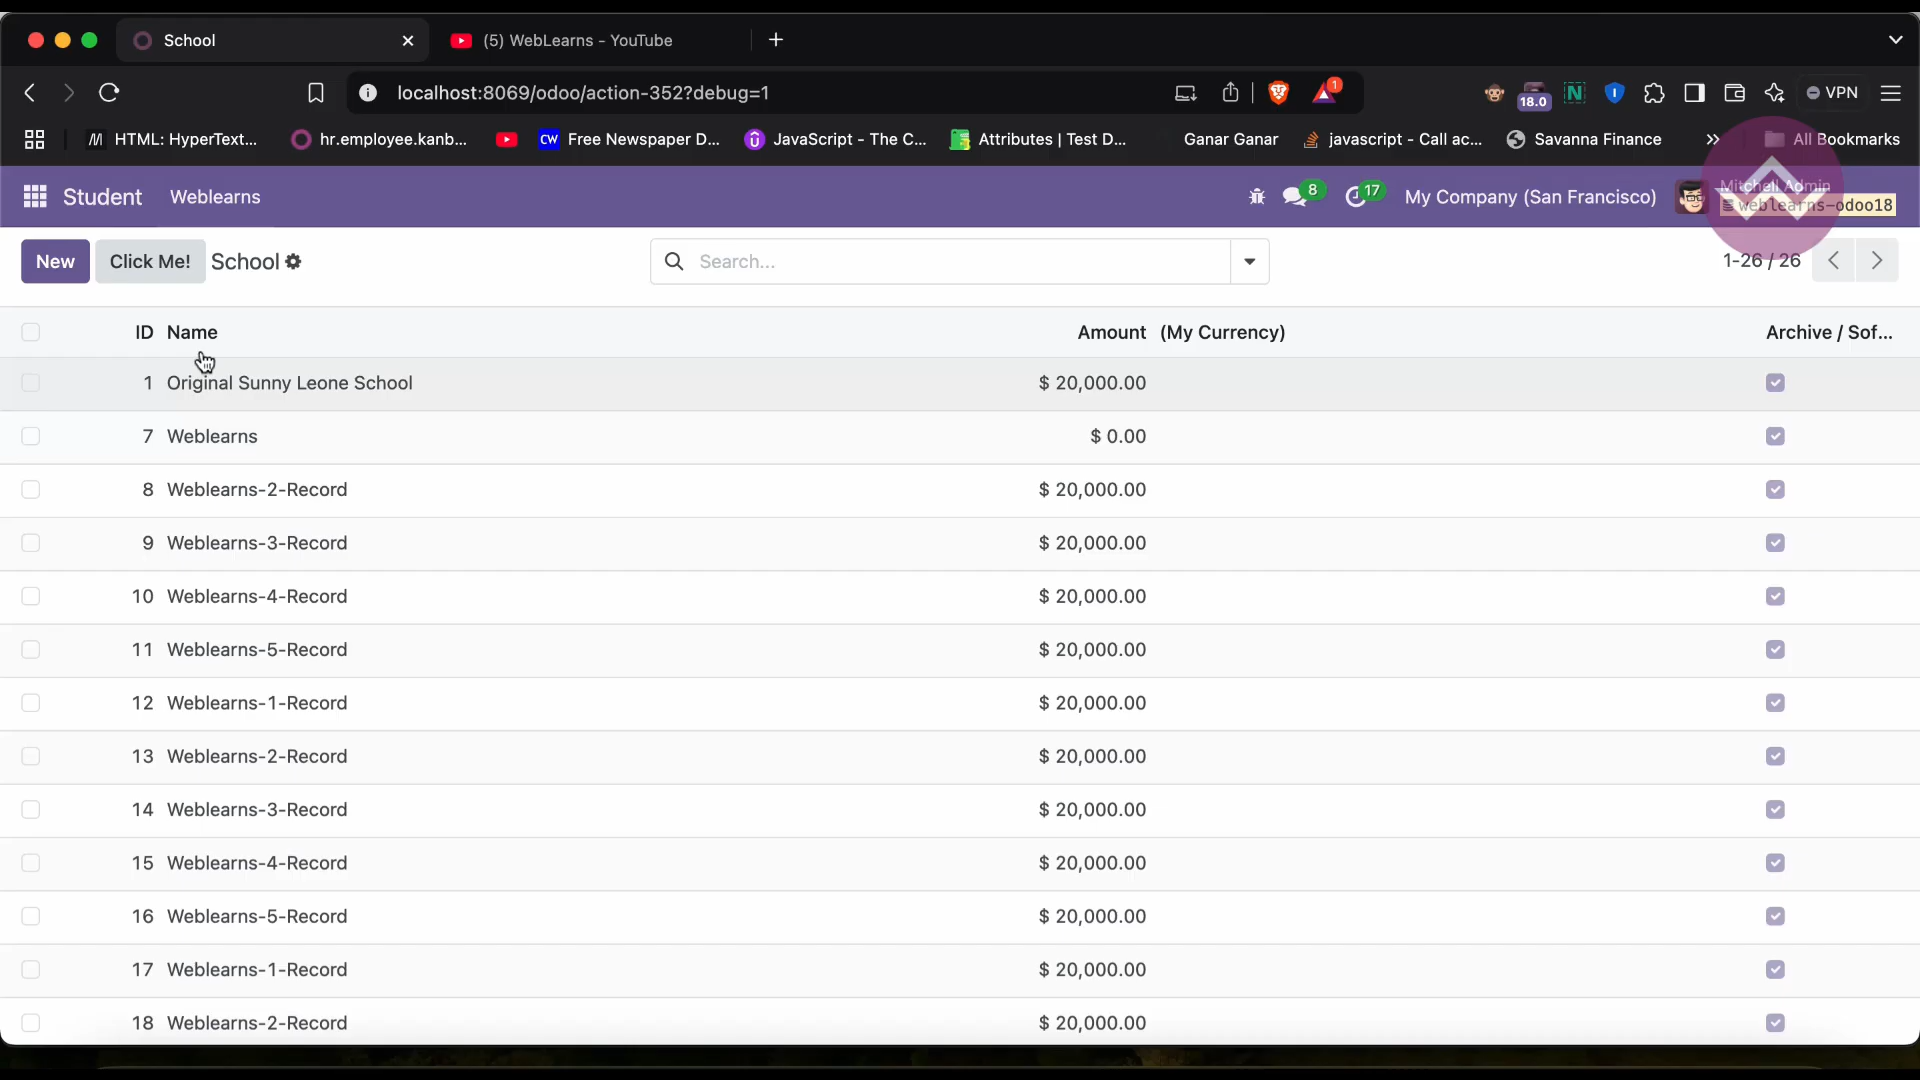 School
(5) WebLearns - YouTube
localhost:8069/odoo/action-352?debug=1
1
18.0
N
VPN
HTML: HyperText...
hr.employee.kanb...
CW Free Newspaper D...
JavaScript - The C...
Attributes | Test D...
Ganar Ganar
javascript - Call ac...
Savanna Finance
All Bookmarks
Student
Weblearns
8
17
My Company (San Francisco)
Mitchell Admin
weblearns-odoo18
New
Click Me!
School
Search...
1-26 / 26
ID Name Amount (My Currency) Archive / Sof...
1 Original Sunny Leone School $ 20,000.00
7 Weblearns $ 0.00
8 Weblearns-2-Record $ 20,000.00
9 Weblearns-3-Record $ 20,000.00
10 Weblearns-4-Record $ 20,000.00
11 Weblearns-5-Record $ 20,000.00
12 Weblearns-1-Record $ 20,000.00
13 Weblearns-2-Record $ 20,000.00
14 Weblearns-3-Record $ 20,000.00
15 Weblearns-4-Record $ 20,000.00
16 Weblearns-5-Record $ 20,000.00
17 Weblearns-1-Record $ 20,000.00
18 Weblearns-2-Record $ 20,000.00